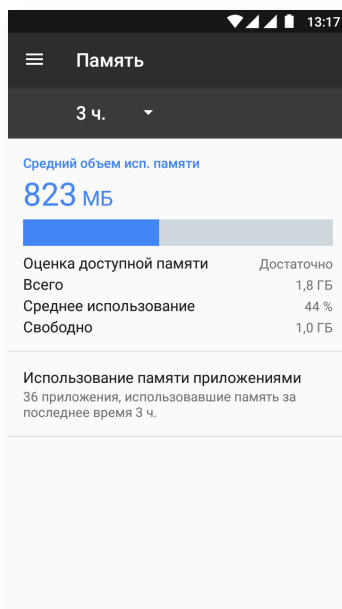 13:17
Память
3 ч.
Средний объем исп. памяти
823 МБ
Оценка доступной памяти Достаточно
Всего 1,8 ГБ
Среднее использование 44 %
Свободно 1,0 ГБ
Использование памяти приложениями
36 приложения, использовавшие память за
последнее время 3 ч.